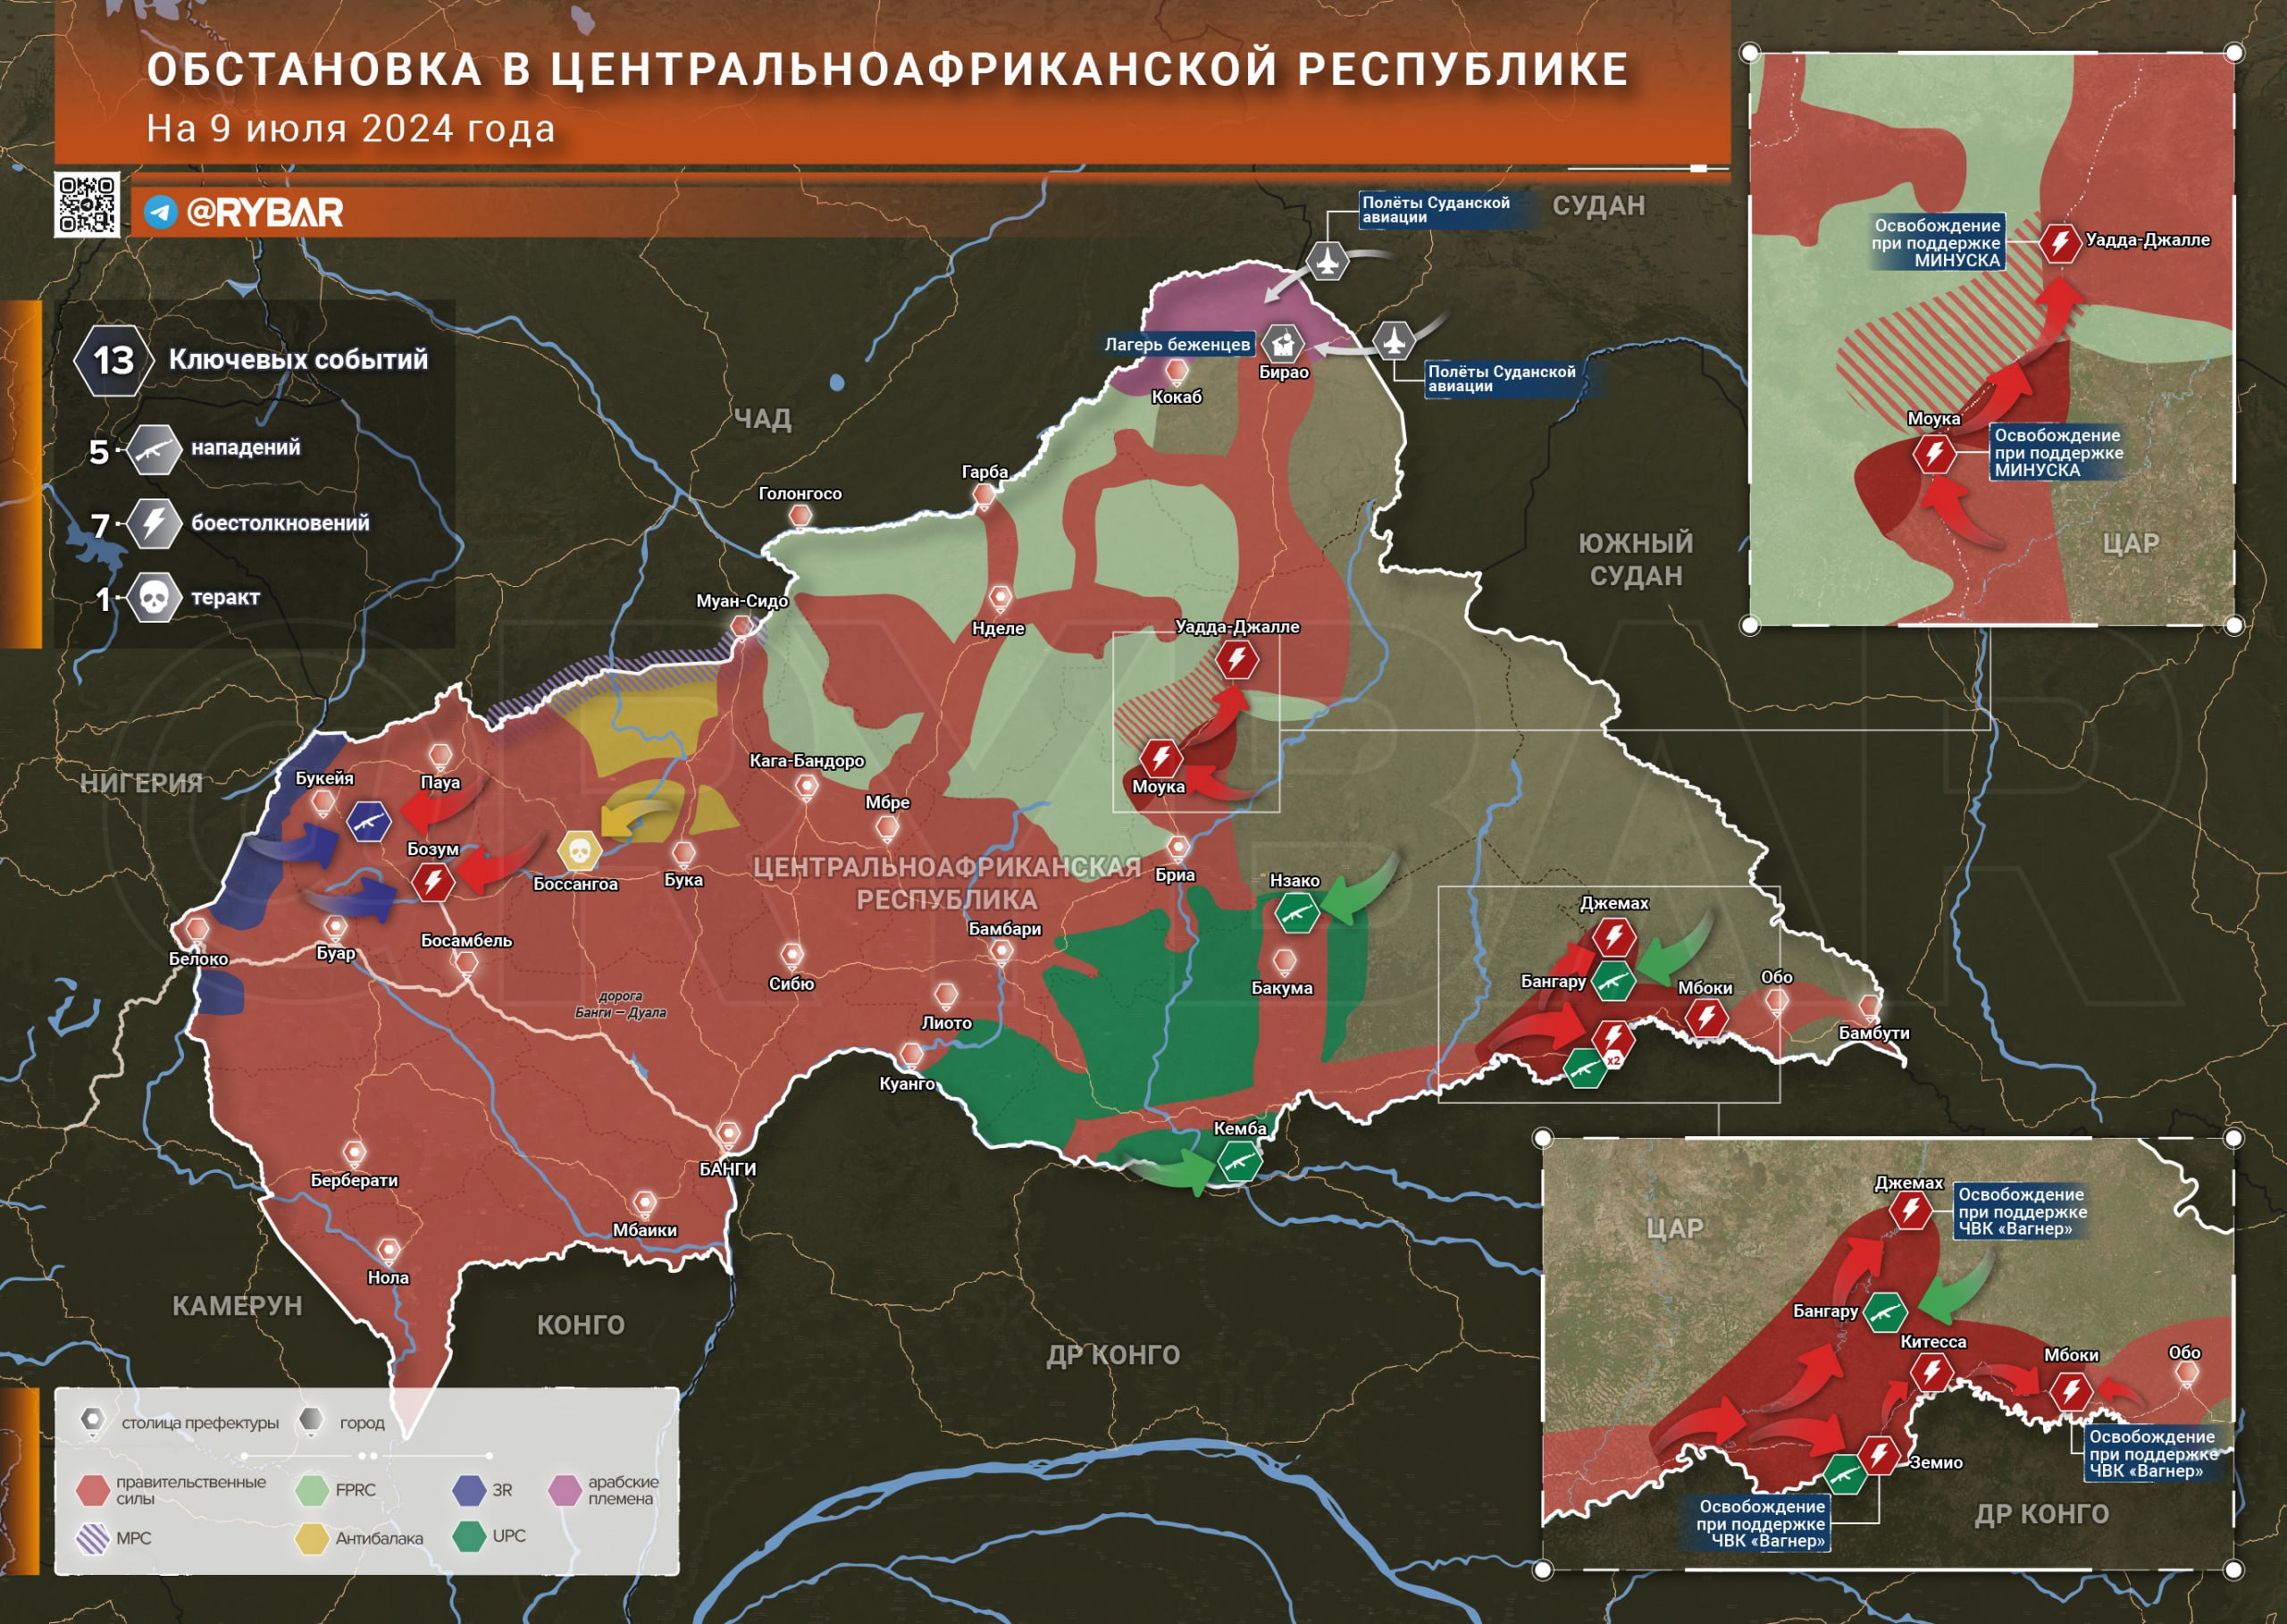 ОБСТАНОВКА В ЦЕНТРАЛЬНОАФРИКАНСКОЙ РЕСПУБЛИКЕ
На 9 июля 2024 года
@RYBAR
13 Ключевых событий
5 нападений
7 боестолкновений
1 теракт
Полёты Суданской
авиации
СУДАН
Лагерь беженцев
Бирао
Полёты Суданской
авиации
Кокаб
ЧАД
Гарба
Голонгосо
ЮЖНЫЙ
СУДАН
Муан-Сидо
Нделе
Уадда-Джалле
НИГЕРИЯ
Букейя
Пауа
Кага-Бандоро
Моука
Мбре
Бозум
Боссангоа
Бука
ЦЕНТРАЛЬНОАФРИКАНСКАЯ
РЕСПУБЛИКА
Бриа
Нзако
Джемах
Бамбари
Белоко
Буар
Босамбель
Сибю
Бакума
Бангару
Мбоки
Обо
дорога
Банги – Дуала
Лиото
Бамбути
x2
Куанго
Кемба
БАНГИ
Берберати
Мбаики
Нола
КАМЕРУН
КОНГО
ДР КОНГО
Освобождение
при поддержке
МИНУСКА
Уадда-Джалле
Моука
Освобождение
при поддержке
МИНУСКА
ЦАР
Джемах
Освобождение
при поддержке
ЧВК «Вагнер»
ЦАР
Бангару
Китесса
Мбоки
Обо
Освобождение
при поддержке
ЧВК «Вагнер»
Земио
Освобождение
при поддержке
ЧВК «Вагнер»
ДР КОНГО
столица префектуры
город
правительственные
силы
FPRC
3R
арабские
племена
МРС
Антибалака
UPC
@RYBAR